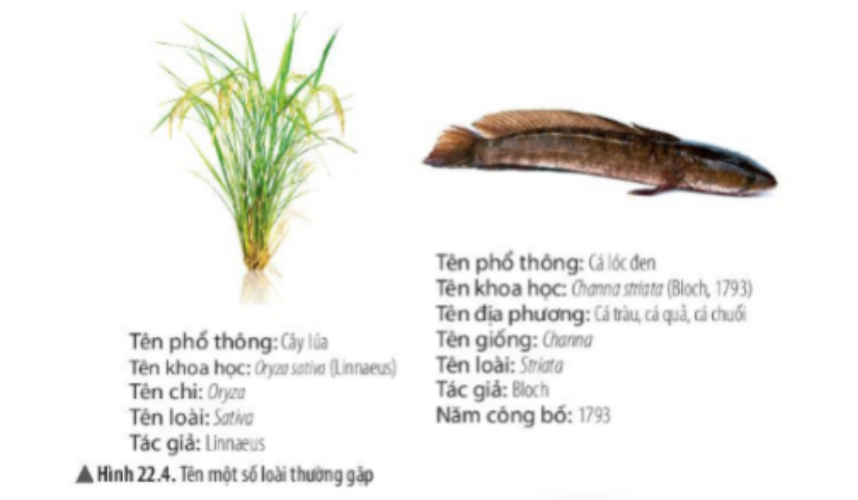 Tên phổ thông: Cây lúa
Tên khoa học: Oryza sativa (Linnaeus)
Tên chi: Oryza
Tên loài: Sativa
Tác giả: Linnaeus
Tên phổ thông: Cá lóc đen
Tên khoa học: Channa striata (Bloch, 1793)
Tên địa phương: Cá tràu, cá quả, cá chuối
Tên giống: Channa
Tên loài: Striata
Tác giả: Bloch
Năm công bố: 1793
▲Hình 22.4. Tên một số loài thường gặp